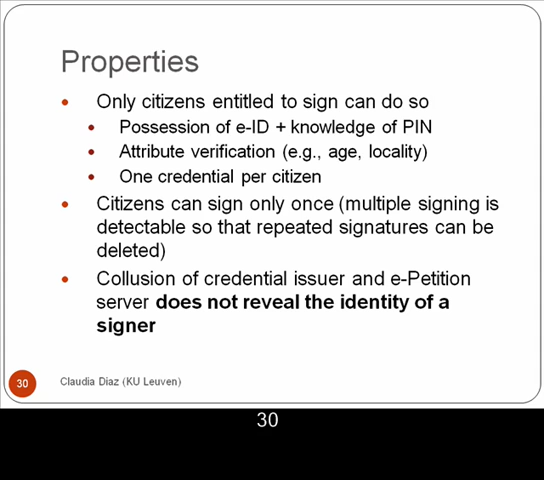 Properties
• Only citizens entitled to sign can do so
• Possession of e-ID + knowledge of PIN
• Attribute verification (e.g., age, locality)
• One credential per citizen
• Citizens can sign only once (multiple signing is
detectable so that repeated signatures can be
deleted)
• Collusion of credential issuer and e-Petition
server does not reveal the identity of a
signer
30
Claudia Diaz (KU Leuven)
30